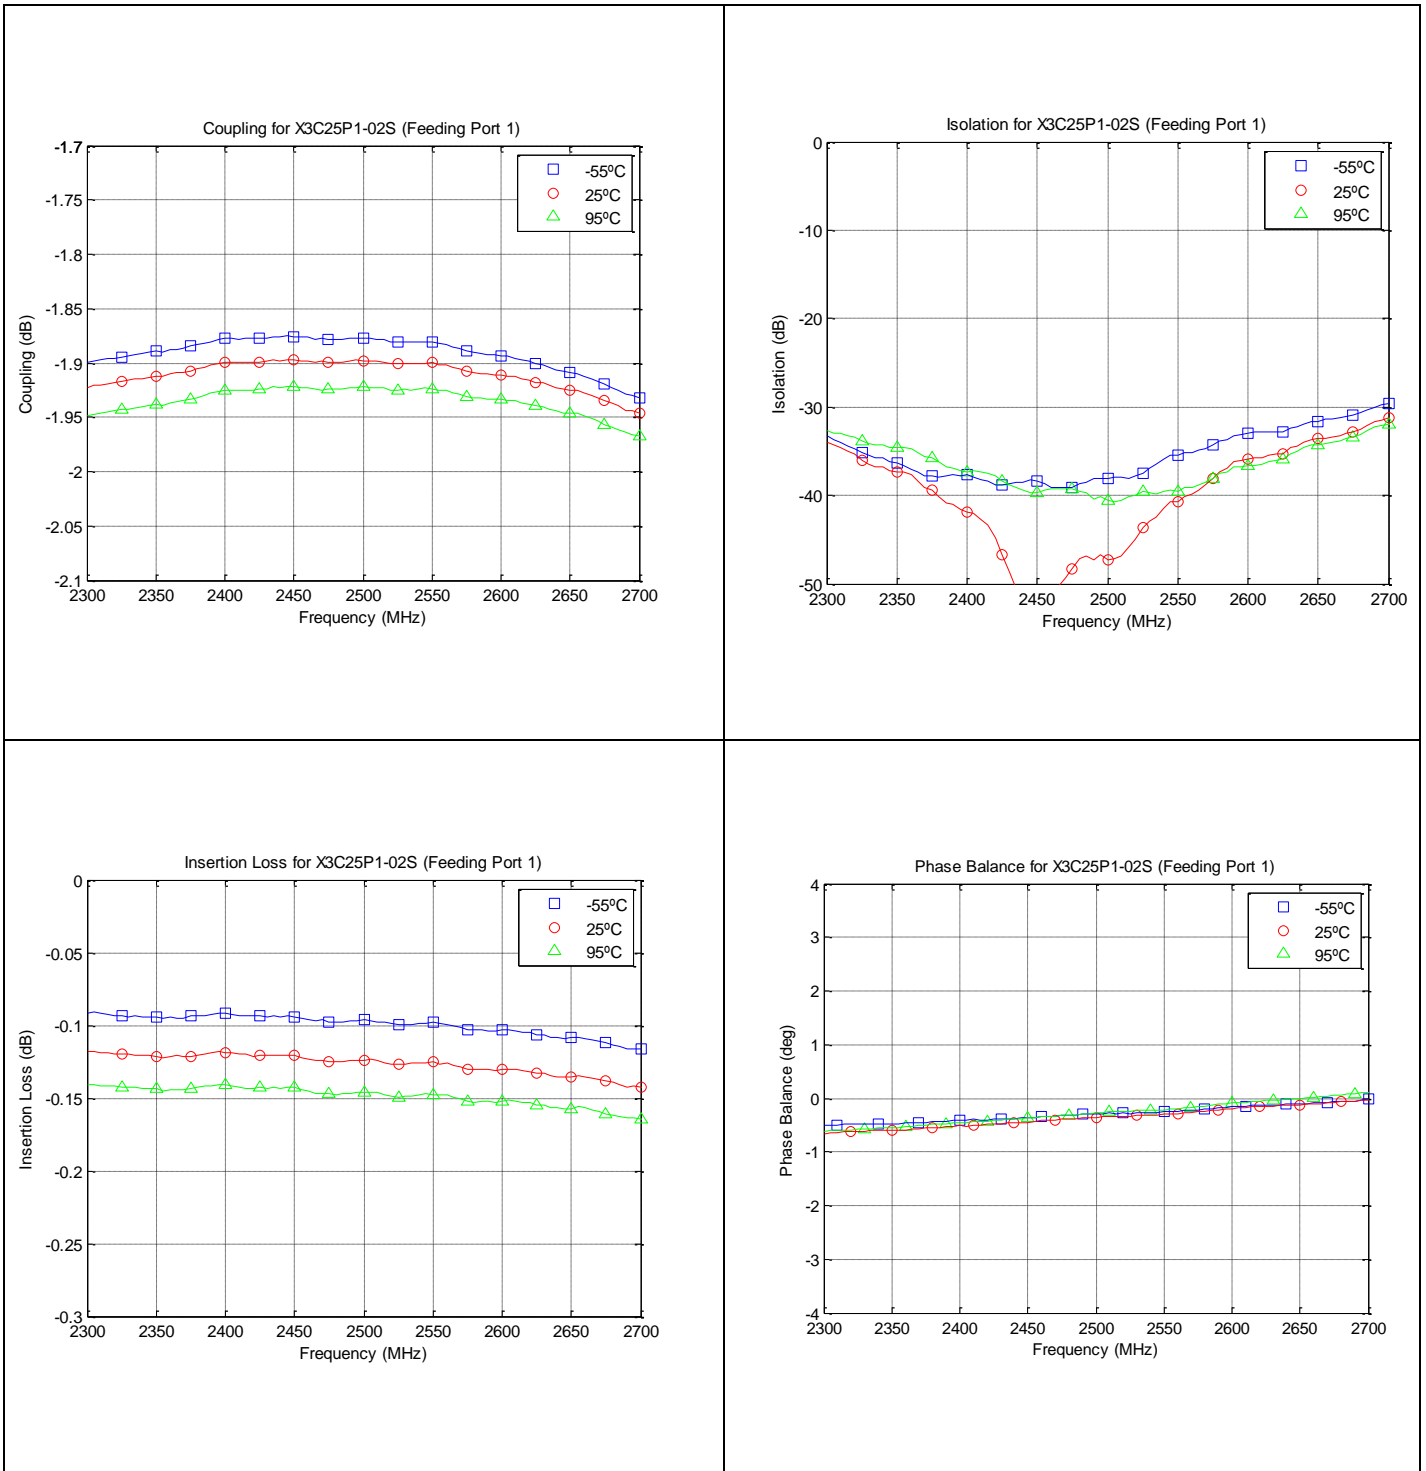 Coupling for X3C25P1-02S (Feeding Port 1)
-1.7
-1.75
-1.8
-1.85
-1.9
-1.95
-2
-2.05
-2.1
Coupling (dB)
2300 2350 2400 2450 2500 2550 2600 2650 2700
Frequency (MHz)
-55ºC
25ºC
95ºC
Isolation for X3C25P1-02S (Feeding Port 1)
0
-10
-20
-30
-40
-50
Isolation (dB)
2300 2350 2400 2450 2500 2550 2600 2650 2700
Frequency (MHz)
-55ºC
25ºC
95ºC
Insertion Loss for X3C25P1-02S (Feeding Port 1)
0
-0.05
-0.1
-0.15
-0.2
-0.25
-0.3
Insertion Loss (dB)
2300 2350 2400 2450 2500 2550 2600 2650 2700
Frequency (MHz)
-55ºC
25ºC
95ºC
Phase Balance for X3C25P1-02S (Feeding Port 1)
4
3
2
1
0
-1
-2
-3
-4
Phase Balance (deg)
2300 2350 2400 2450 2500 2550 2600 2650 2700
Frequency (MHz)
-55ºC
25ºC
95ºC